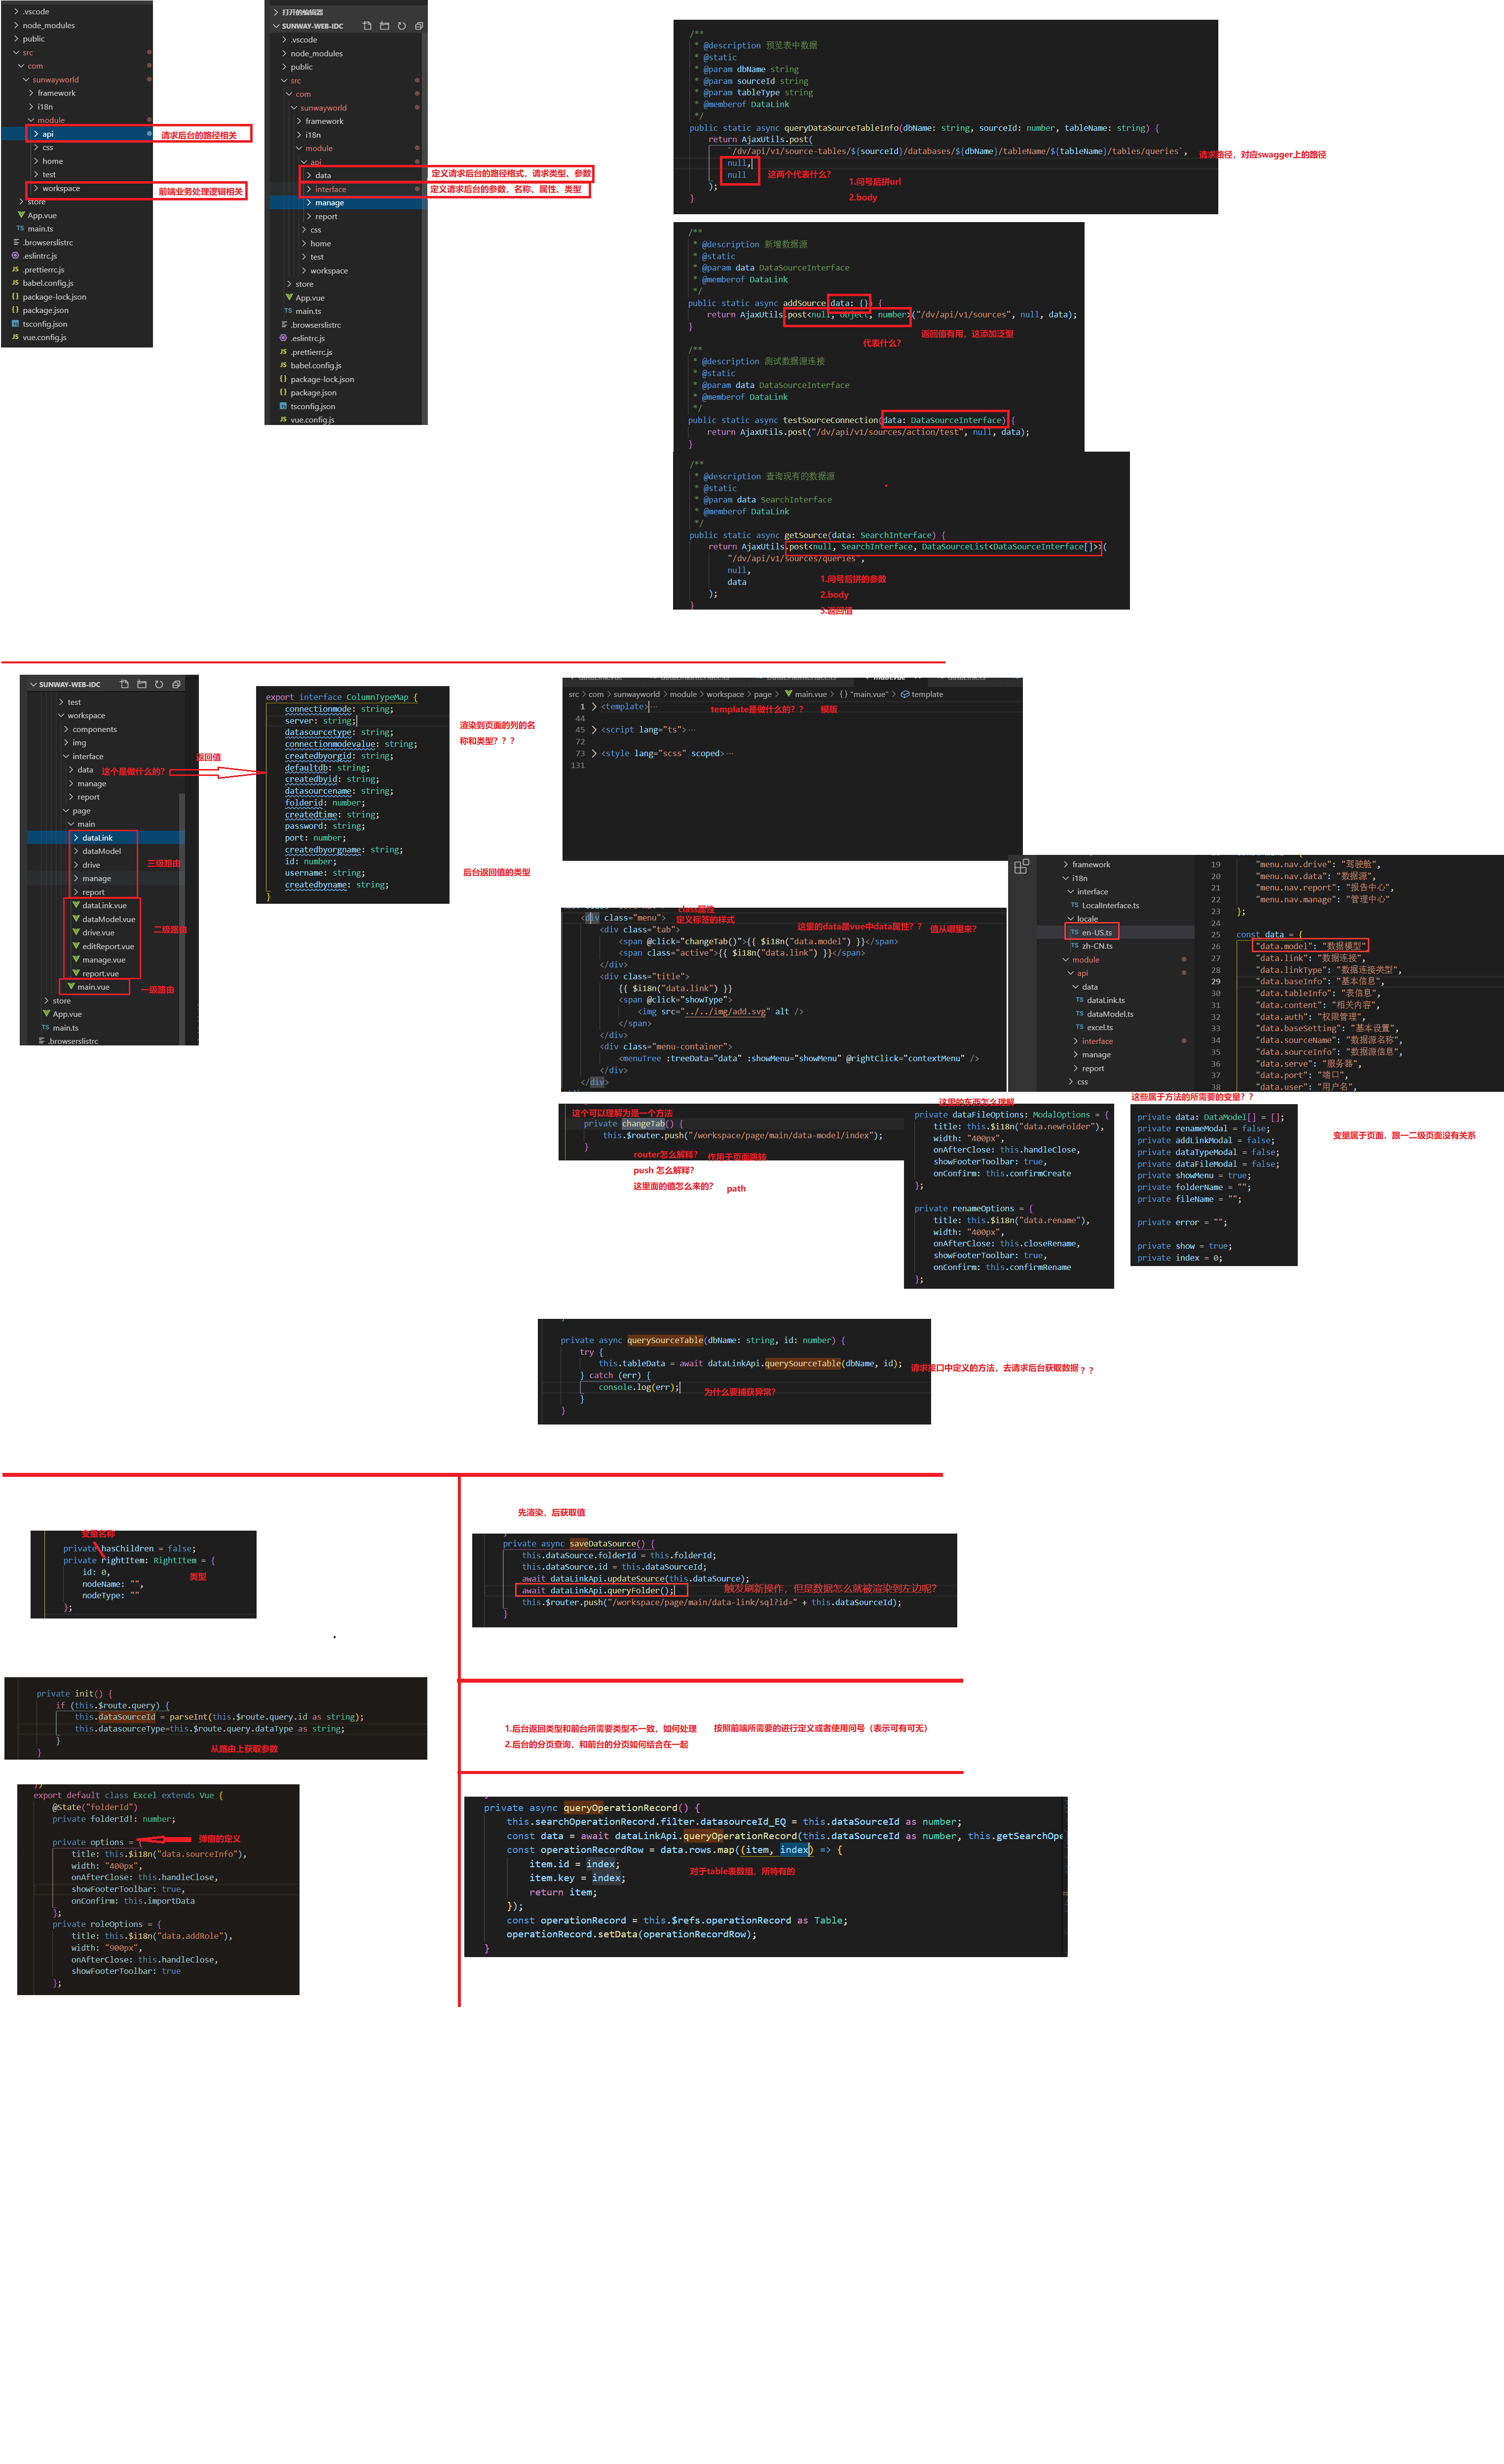 .vscode
node_modules
public
src
com
sunwayworld
framework
i18n
module
api
请求后台的路径相关
css
home
test
workspace
前端业务处理逻辑相关
store
App.vue
main.ts
.browserslistrc
.eslintrc.js
.prettierrc.js
babel.config.js
package-lock.json
package.json
tsconfig.json
vue.config.js
打开的编辑器
SUNWAY-WEB-IDC
.vscode
node_modules
public
src
com
sunwayworld
framework
i18n
module
api
data
定义请求后台的路径格式，请求类型、参数
interface
定义请求后台的参数，名称、属性、类型
manage
report
css
home
test
workspace
store
App.vue
main.ts
.browserslistrc
.eslintrc.js
.prettierrc.js
babel.config.js
package-lock.json
package.json
tsconfig.json
vue.config.js
/**
* @description 预览表中数据
* @static
* @param dbName string
* @param sourceId string
* @param tableType string
* @memberof DataLink
*/
public static async queryDataSourceTableInfo(dbName: string, sourceId: number, tableName: string) {
return AjaxUtils.post(
`/dv/api/v1/source-tables/${sourceId}/databases/${dbName}/tableName/${tableName}/tables/queries`,
请求路径，对应swagger上的路径
null,
null
这两个代表什么？
1.问号后拼url
2.body
);
}
/**
* @description 新增数据源
* @static
* @param data DataSourceInterface
* @memberof DataLink
*/
public static async addSource(data: {}) {
return AjaxUtils.post<null, object, number>("/dv/api/v1/sources", null, data);
}
返回值有用，这添加泛型
代表什么？
/**
* @description 测试数据源连接
* @static
* @param data DataSourceInterface
* @memberof DataLink
*/
public static async testSourceConnection(data: DataSourceInterface) {
return AjaxUtils.post("/dv/api/v1/sources/action/test", null, data);
}
/**
* @description 查询现有的数据源
* @static
* @param data SearchInterface
* @memberof DataLink
*/
public static async getSource(data: SearchInterface) {
return AjaxUtils.post<null, SearchInterface, DataSourceList<DataSourceInterface[]>>(
"/dv/api/v1/sources/queries",
null,
data
);
}
1.问号后拼的参数
2.body
3.返回值
SUNWAY-WEB-IDC
test
workspace
components
img
interface
data
这个是做什么的？
返回值
manage
report
page
main
dataLink
dataModel
drive
三级路由
manage
report
dataLink.vue
dataModel.vue
drive.vue
二级路由
editReport.vue
manage.vue
report.vue
main.vue
一级路由
store
App.vue
main.ts
.browserslistrc
export interface ColumnTypeMap {
connectionmode: string;
server: string;
datasourcetype: string;
connectionmodevalue: string;
createdbyorgid: string;
defaultdb: string;
createdbyid: string;
datasourcename: string;
folderid: number;
createdtime: string;
password: string;
port: number;
createdbyorgname: string;
id: number;
username: string;
createdbyname: string;
}
渲染到页面的列的名
称和类型？？？
后台返回值的类型
src > com > sunwayworld > module > workspace > page > main.vue > {} "main.vue" > template
1 <template>…
template是做什么的？？ 模版
44
45 <script lang="ts">…
72
73 <style lang="scss" scoped>…
131
class属性
定义标签的样式
<div class="menu">
<div class="tab">
这里的data是vue中data属性？？ 值从哪里来?
<span @click="changeTab()">{{ $i18n("data.model") }}</span>
<span class="active">{{ $i18n("data.link") }}</span>
</div>
<div class="title">
{{ $i18n("data.link") }}
<span @click="showType">
<img src="../../img/add.svg" alt />
</span>
</div>
<div class="menu-container">
<menuTree :treeData="data" :showMenu="showMenu" @rightClick="contextMenu" />
</div>
</div>
framework
i18n
interface
LocalInterface.ts
locale
en-US.ts
zh-CN.ts
module
api
data
dataLink.ts
dataModel.ts
excel.ts
interface
manage
report
css
19 "menu.nav.drive": "驾驶舱",
20 "menu.nav.data": "数据源",
21 "menu.nav.report": "报告中心",
22 "menu.nav.manage": "管理中心"
23 };
24
25 const data = {
26 "data.model": "数据模型"
27 "data.link": "数据连接",
28 "data.linkType": "数据连接类型",
29 "data.baseInfo": "基本信息",
30 "data.tableInfo": "表信息",
31 "data.content": "相关内容",
32 "data.auth": "权限管理",
33 "data.baseSetting": "基本设置",
34 "data.sourceName": "数据源名称",
35 "data.sourceInfo": "数据源信息",
36 "data.serve": "服务器",
37 "data.port": "端口",
38 "data.user": "用户名",
这个可以理解为是一个方法
private changeTab() {
this.$router.push("/workspace/page/main/data-model/index");
}
router怎么解释？ 作用于页面跳转
push 怎么解释？
这里面的值怎么来的？ path
这里的东西怎么理解
private dataFileOptions: ModalOptions = {
title: this.$i18n("data.newFolder"),
width: "400px",
onAfterClose: this.handleClose,
showFooterToolbar: true,
onConfirm: this.confirmCreate
};
private renameOptions = {
title: this.$i18n("data.rename"),
width: "400px",
onAfterClose: this.closeRename,
showFooterToolbar: true,
onConfirm: this.confirmRename
};
这些属于方法的所需要的变量？？
private data: DataModel[] = [];
private renameModal = false;
private addLinkModal = false;
private dataTypeModal = false;
private dataFileModal = false;
private showMenu = true;
private folderName = "";
private fileName = "";
private error = "";
private show = true;
private index = 0;
变量属于页面，跟一二级页面没有关系
private async querySourceTable(dbName: string, id: number) {
try {
this.tableData = await dataLinkApi.querySourceTable(dbName, id);
请求接口中定义的方法，去请求后台获取数据？？
} catch (err) {
console.log(err);
为什么要捕获异常？
}
}
变量名称
private hasChildren = false;
private rightItem: RightItem = {
id: 0,
类型
nodeName: "",
nodeType: ""
};
private init() {
if (this.$route.query) {
this.dataSourceId = parseInt(this.$route.query.id as string);
this.datasourceType=this.$route.query.dataType as string;
}
}
从路由上获取参数
export default class Excel extends Vue {
@State("folderId")
private folderId!: number;
private options = {
弹窗的定义
title: this.$i18n("data.sourceInfo"),
width: "400px",
onAfterClose: this.handleClose,
showFooterToolbar: true,
onConfirm: this.importData
};
private roleOptions = {
title: this.$i18n("data.addRole"),
width: "900px",
onAfterClose: this.handleClose,
showFooterToolbar: true
};
先渲染，后获取值
private async saveDataSource() {
this.dataSource.folderId = this.folderId;
this.dataSource.id = this.dataSourceId;
await dataLinkApi.updateSource(this.dataSource);
await dataLinkApi.queryFolder();
触发刷新操作，但是数据怎么就被渲染到左边呢？
this.$router.push("/workspace/page/main/data-link/sql?id=" + this.dataSourceId);
}
1.后台返回类型和前台所需要类型不一致，如何处理 按照前端所需要的进行定义或者使用问号（表示可有可无）
2.后台的分页查询，和前台的分页如何结合在一起
private async queryOperationRecord() {
this.searchOperationRecord.filter.datasourceId_EQ = this.dataSourceId as number;
const data = await dataLinkApi.queryOperationRecord(this.dataSourceId as number, this.getSearchOpe
const operationRecordRow = data.rows.map((item, index) => {
item.id = index;
item.key = index;
对于table表数组，所特有的
return item;
});
const operationRecord = this.$refs.operationRecord as Table;
operationRecord.setData(operationRecordRow);
}